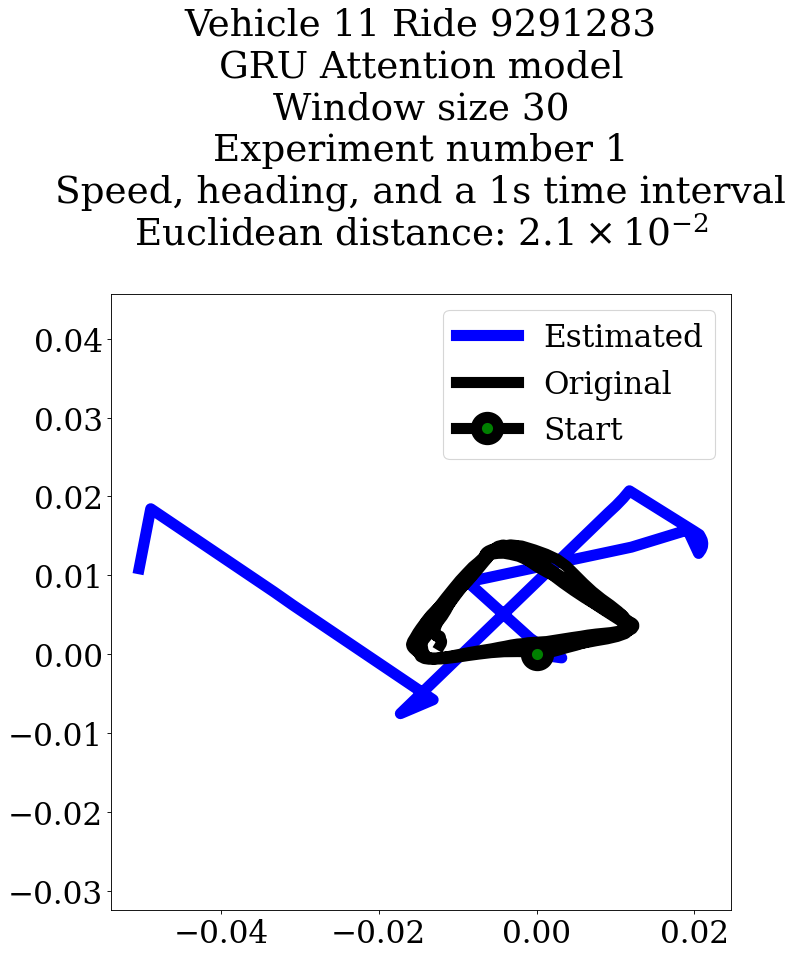 Vehicle 11 Ride 9291283
GRU Attention model
Window size 30
Experiment number 1
Speed, heading, and a 1s time interval
Euclidean distance: 2.1 × 10⁻²
Estimated
Original
Start
0.04
0.03
0.02
0.01
0.00
−0.01
−0.02
−0.03
−0.04
−0.02
0.00
0.02